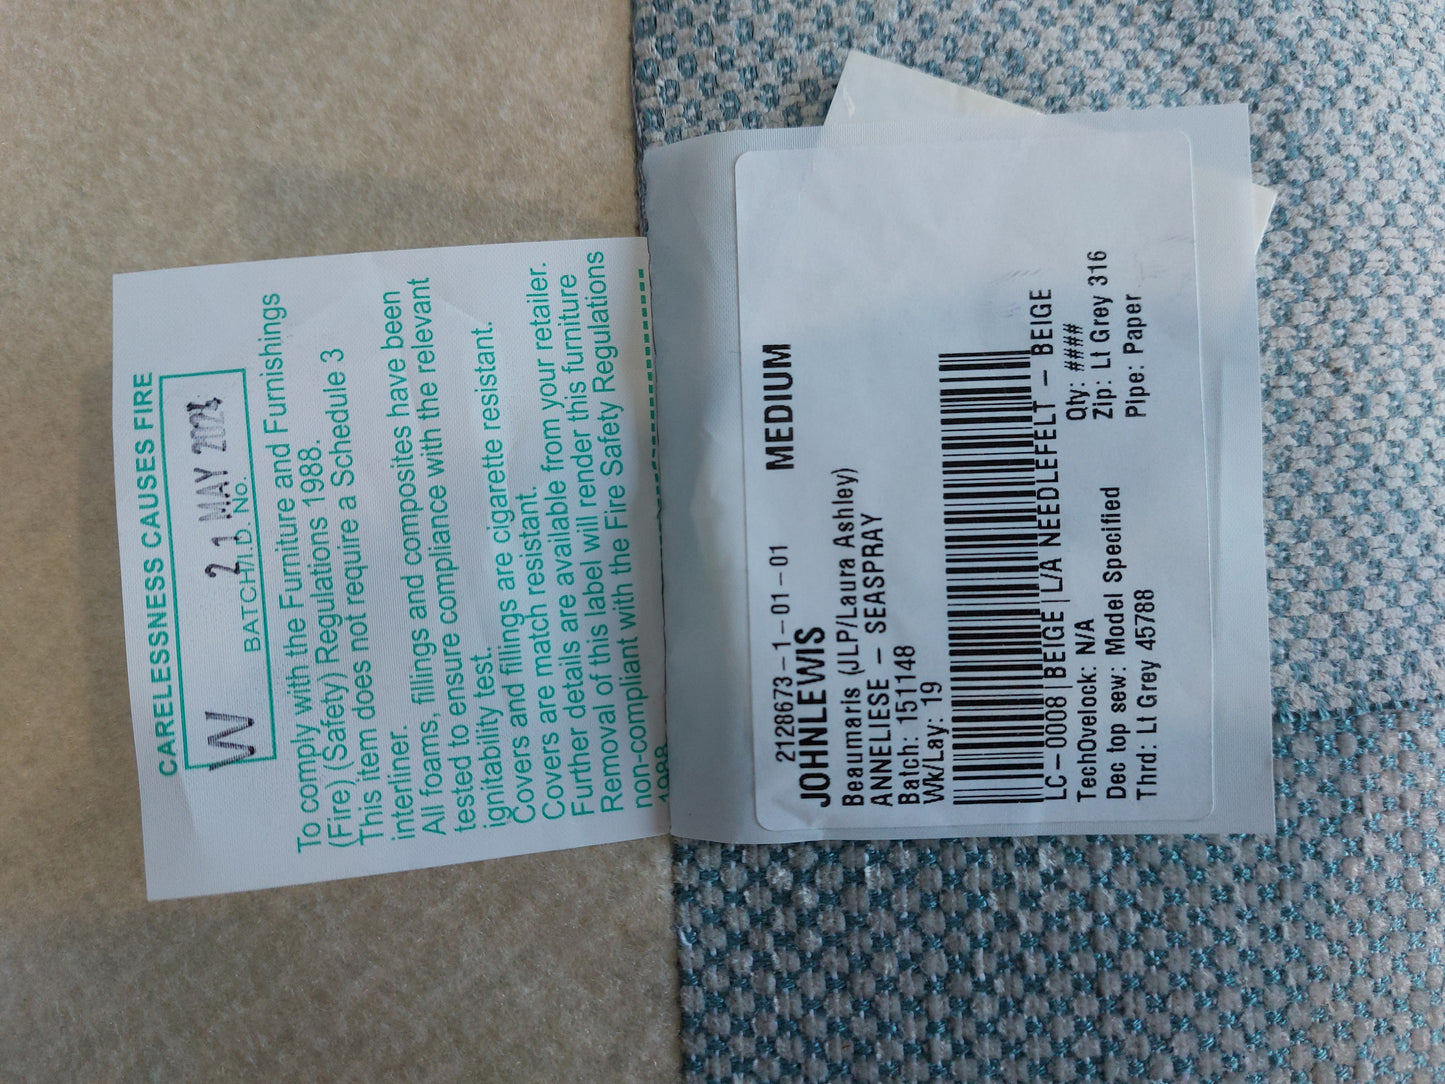 CARELESSNESS CAUSES FIRE
W 21 MAY 2024
BATCH/I.D. No.
To comply with the Furniture and Furnishings
(Fire) (Safety) Regulations 1988.
This item does not require a Schedule 3
interliner.
All foams, fillings and composites have been
tested to ensure compliance with the relevant
ignitability test.
Covers and fillings are cigarette resistant.
Covers are match resistant.
Further details are available from your retailer.
Removal of this label will render this furniture
non-compliant with the Fire Safety Regulations
1988
2128673-1-01-01 MEDIUM
JOHNLEWIS
Beaumaris (JLP/Laura Ashley)
ANNELIESE - SEASPRAY
Batch: 151148
Wk/Lay: 19
LC-0008 |BEIGE |L/A NEEDLEFELT - BEIGE
TechOvelock: N/A Qty: ####
Dec top sew: Model Specified Zip: Lt Grey 316
Thrd: Lt Grey 45788 Pipe: Paper